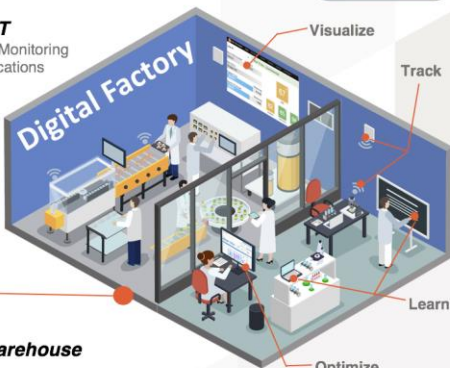 T
Monitoring
cations
Visualize
Track
Digital Factory
Learn
arehouse
Optimize